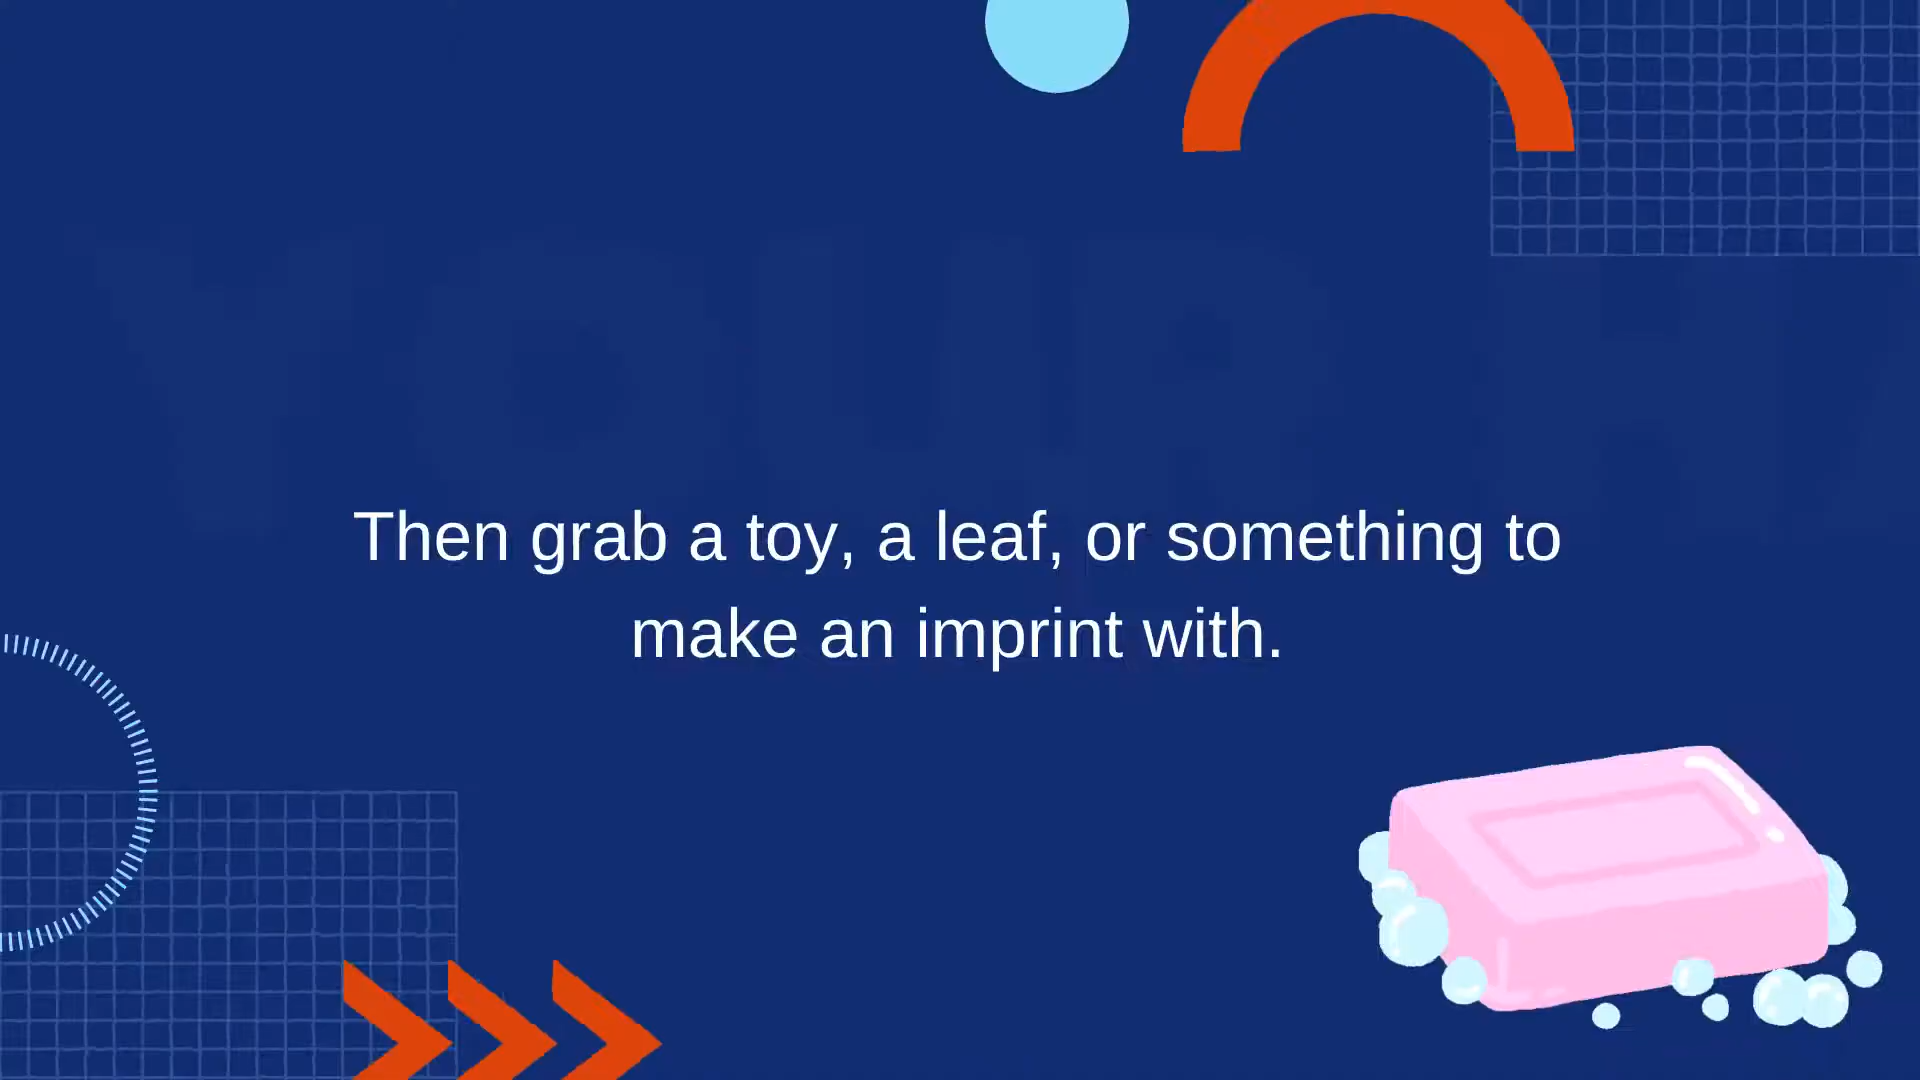 Then grab a toy, a leaf, or something to
make an imprint with.